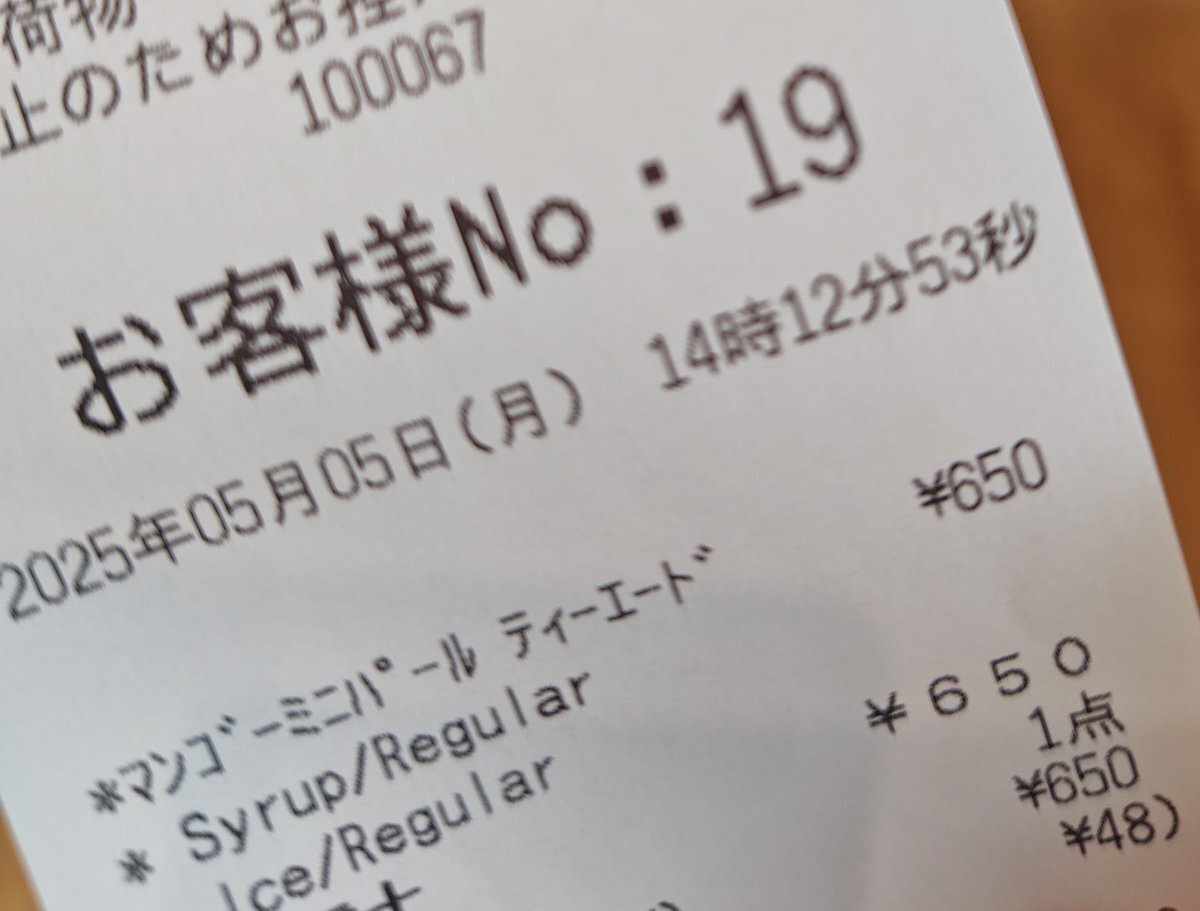 荷物
止のためお控
100067
お客様No：19
2025年05月05日(月) 14時12分53秒
¥650
*ﾏﾝｺﾞｰﾐﾆﾊﾟｰﾙ ﾃｨｰｴｰﾄﾞ
* Syrup/Regular
Ice/Regular
¥６５０
1点
¥650
¥48)